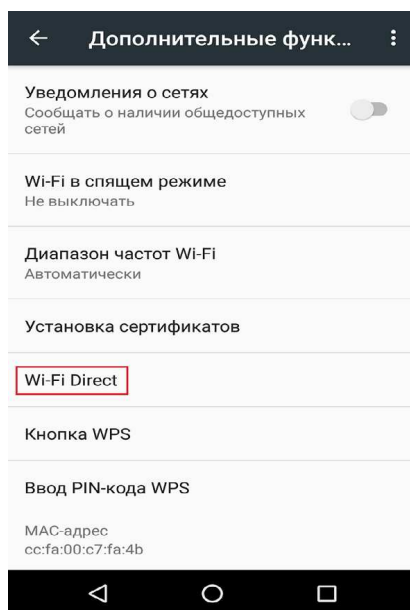 Дополнительные функ...
Уведомления о сетях
Сообщать о наличии общедоступных
сетей
Wi-Fi в спящем режиме
Не выключать
Диапазон частот Wi-Fi
Автоматически
Установка сертификатов
Wi-Fi Direct
Кнопка WPS
Ввод PIN-кода WPS
MAC-адрес
cc:fa:00:c7:fa:4b